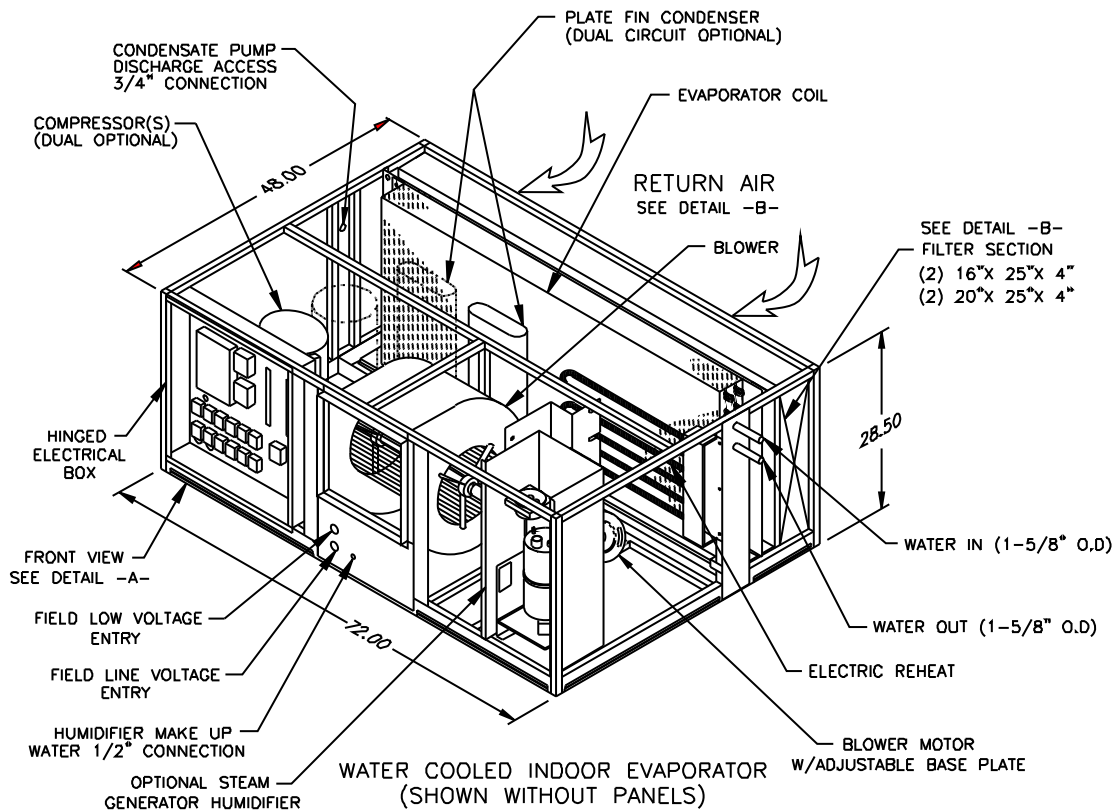 PLATE FIN CONDENSER
(DUAL CIRCUIT OPTIONAL)
CONDENSATE PUMP
DISCHARGE ACCESS
3/4" CONNECTION
EVAPORATOR COIL
COMPRESSOR(S)
(DUAL OPTIONAL)
48.00
RETURN AIR
SEE DETAIL -B-
BLOWER
SEE DETAIL -B-
FILTER SECTION
(2) 16"X 25"X 4"
(2) 20"X 25"X 4"
28.50
HINGED
ELECTRICAL
BOX
FRONT VIEW
SEE DETAIL -A-
WATER IN (1-5/8" O.D)
FIELD LOW VOLTAGE
ENTRY
72.00
WATER OUT (1-5/8" O.D)
FIELD LINE VOLTAGE
ENTRY
ELECTRIC REHEAT
HUMIDIFIER MAKE UP
WATER 1/2" CONNECTION
BLOWER MOTOR
W/ADJUSTABLE BASE PLATE
OPTIONAL STEAM
GENERATOR HUMIDIFIER
WATER COOLED INDOOR EVAPORATOR
(SHOWN WITHOUT PANELS)